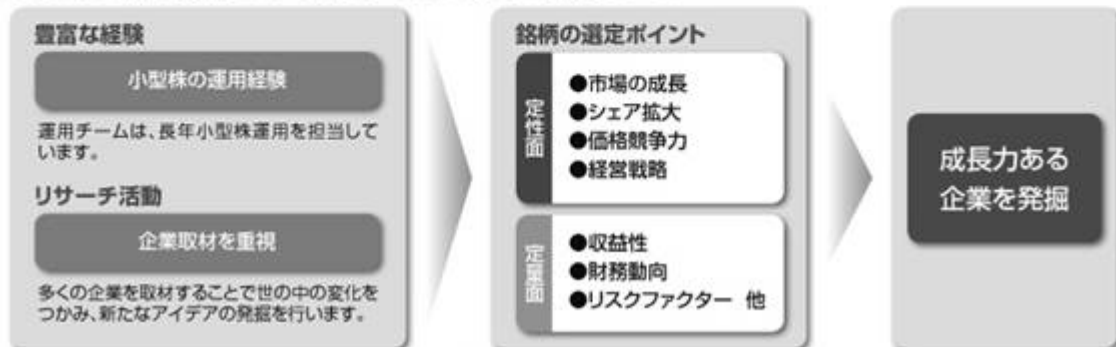 豊富な経験
小型株の運用経験
運用チームは、長年小型株運用を担当して
います。
リサーチ活動
企業取材を重視
多くの企業を取材することで世の中の変化を
つかみ、新たなアイデアの発掘を行います。
銘柄の選定ポイント
定性面
●市場の成長
●シェア拡大
●価格競争力
●経営戦略
定量面
●収益性
●財務動向
●リスクファクター 他
成長力ある
企業を発掘